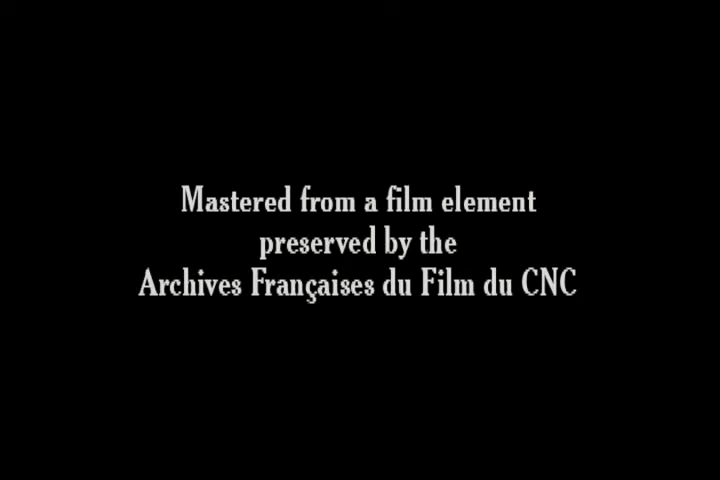 Mastered from a film element
preserved by the
Archives Françaises du Film du CNC